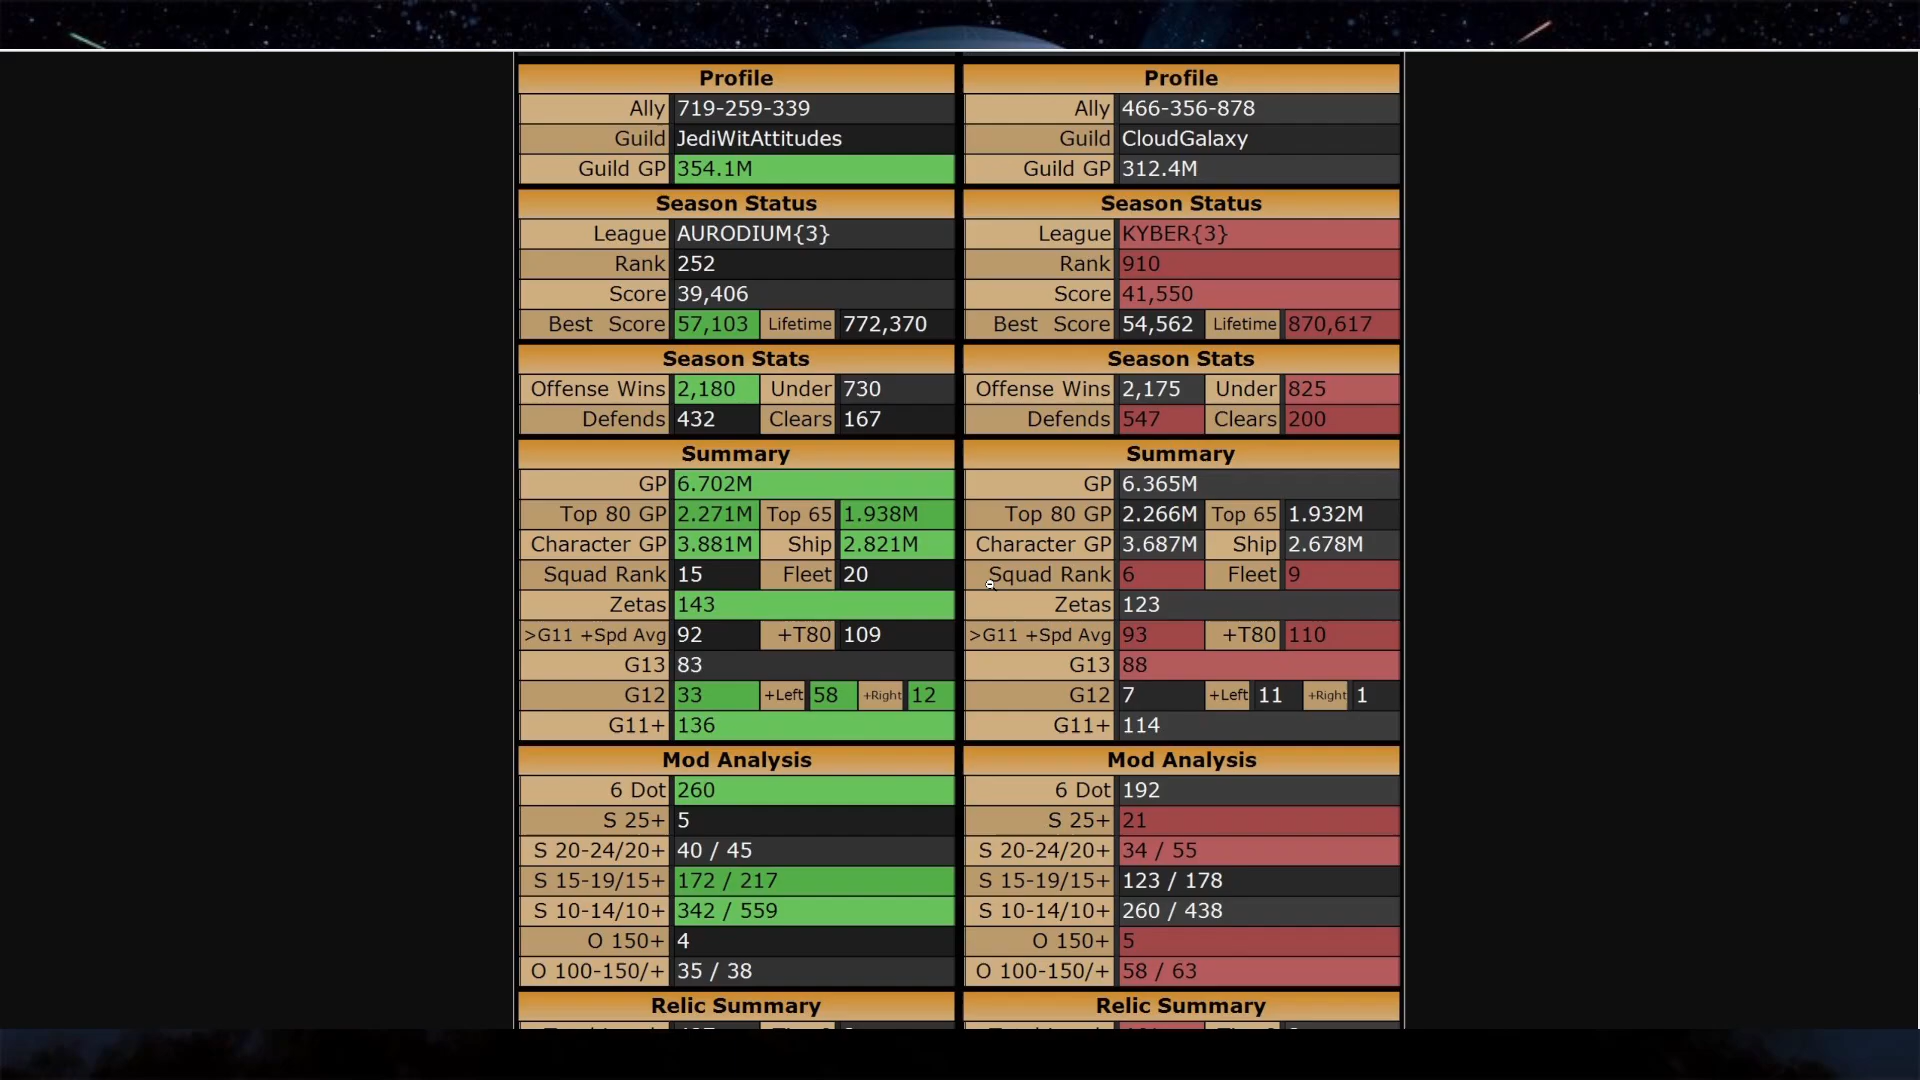 Profile
Ally 719-259-339
Guild JediWitAttitudes
Guild GP 354.1M
Season Status
League AURODIUM{3}
Rank 252
Score 39,406
Best Score 57,103 Lifetime 772,370
Season Stats
Offense Wins 2,180 Under 730
Defends 432 Clears 167
Summary
GP 6.702M
Top 80 GP 2.271M Top 65 1.938M
Character GP 3.881M Ship 2.821M
Squad Rank 15 Fleet 20
Zetas 143
>G11 +Spd Avg 92 +T80 109
G13 83
G12 33 +Left 58 +Right 12
G11+ 136
Mod Analysis
6 Dot 260
S 25+ 5
S 20-24/20+ 40 / 45
S 15-19/15+ 172 / 217
S 10-14/10+ 342 / 559
O 150+ 4
O 100-150/+ 35 / 38
Relic Summary
Profile
Ally 466-356-878
Guild CloudGalaxy
Guild GP 312.4M
Season Status
League KYBER{3}
Rank 910
Score 41,550
Best Score 54,562 Lifetime 870,617
Season Stats
Offense Wins 2,175 Under 825
Defends 547 Clears 200
Summary
GP 6.365M
Top 80 GP 2.266M Top 65 1.932M
Character GP 3.687M Ship 2.678M
Squad Rank 6 Fleet 9
Zetas 123
>G11 +Spd Avg 93 +T80 110
G13 88
G12 7 +Left 11 +Right 1
G11+ 114
Mod Analysis
6 Dot 192
S 25+ 21
S 20-24/20+ 34 / 55
S 15-19/15+ 123 / 178
S 10-14/10+ 260 / 438
O 150+ 5
O 100-150/+ 58 / 63
Relic Summary